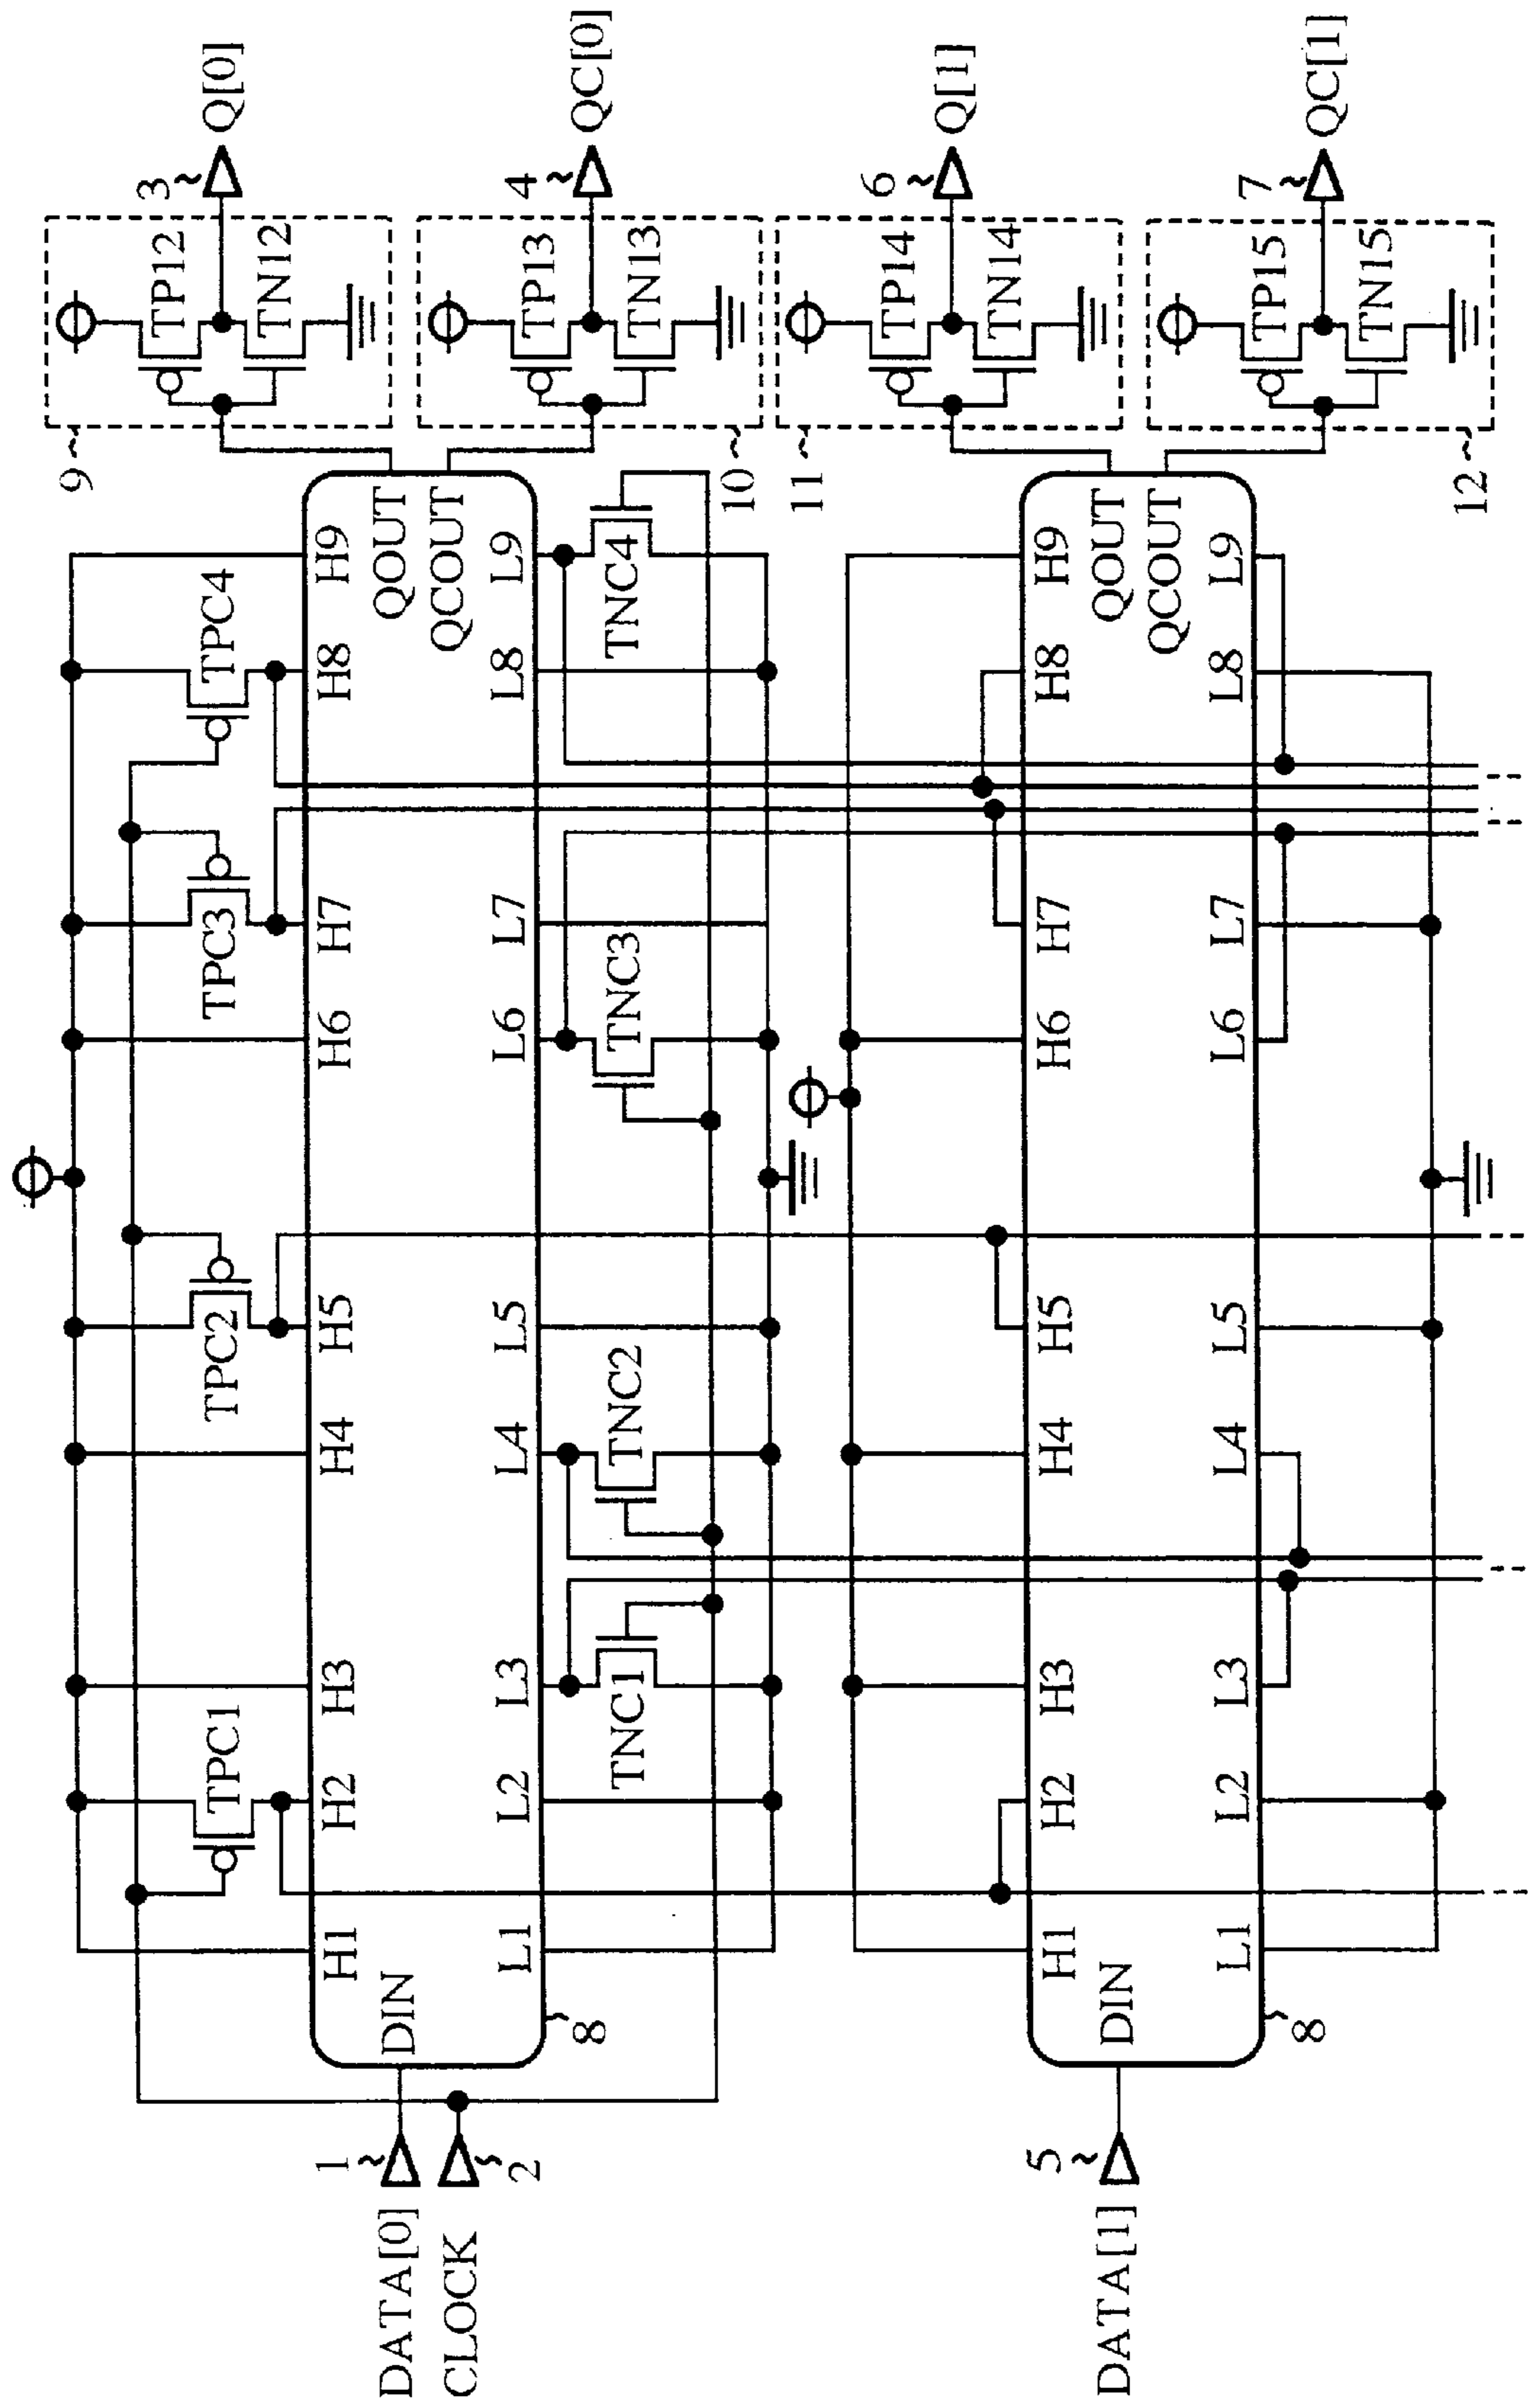 DATA[0]
1
CLOCK
2
DIN
8
H1
H2
H3
H4
H5
H6
H7
H8
H9
TPC1
TPC2
TPC3
TPC4
L1
L2
L3
L4
L5
L6
L7
L8
L9
TNC1
TNC2
TNC3
TNC4
QOUT
QCOUT
9
TP12
TN12
3
Q[0]
10
TP13
TN13
4
QC[0]
DATA[1]
5
DIN
8
H1
H2
H3
H4
H5
H6
H7
H8
H9
L1
L2
L3
L4
L5
L6
L7
L8
L9
QOUT
QCOUT
11
TP14
TN14
6
Q[1]
12
TP15
TN15
7
QC[1]